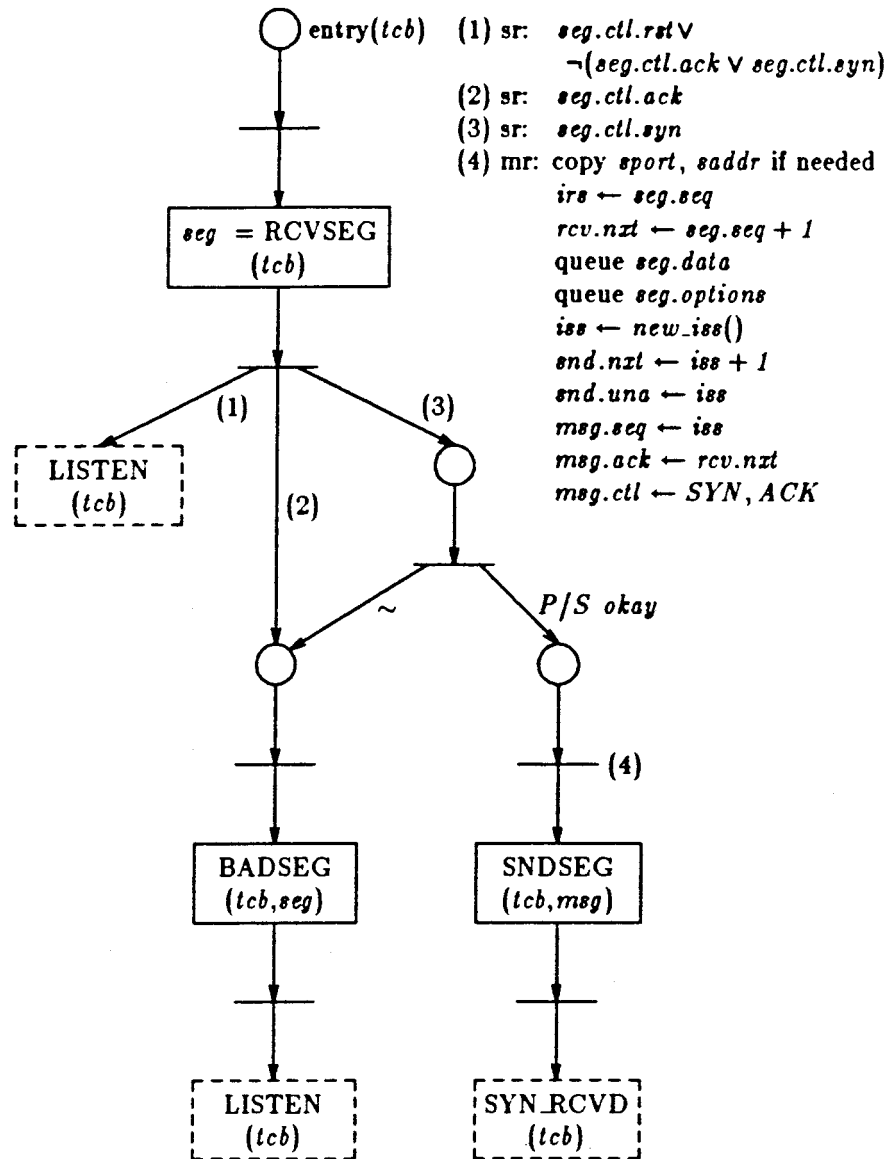 entry(tcb)
(1) sr: seg.ctl.rst∨
¬(seg.ctl.ack ∨ seg.ctl.syn)
(2) sr: seg.ctl.ack
(3) sr: seg.ctl.syn
(4) mr: copy sport, saddr if needed
irs ← seg.seq
rcv.nxt ← seg.seq + 1
queue seg.data
queue seg.options
iss ← new_iss()
snd.nxt ← iss + 1
snd.una ← iss
msg.seq ← iss
msg.ack ← rcv.nxt
msg.ctl ← SYN, ACK
seg = RCVSEG
(tcb)
(1)
(3)
LISTEN
(tcb)
(2)
~
P/S okay
(4)
BADSEG
(tcb,seg)
SNDSEG
(tcb,msg)
LISTEN
(tcb)
SYN_RCVD
(tcb)